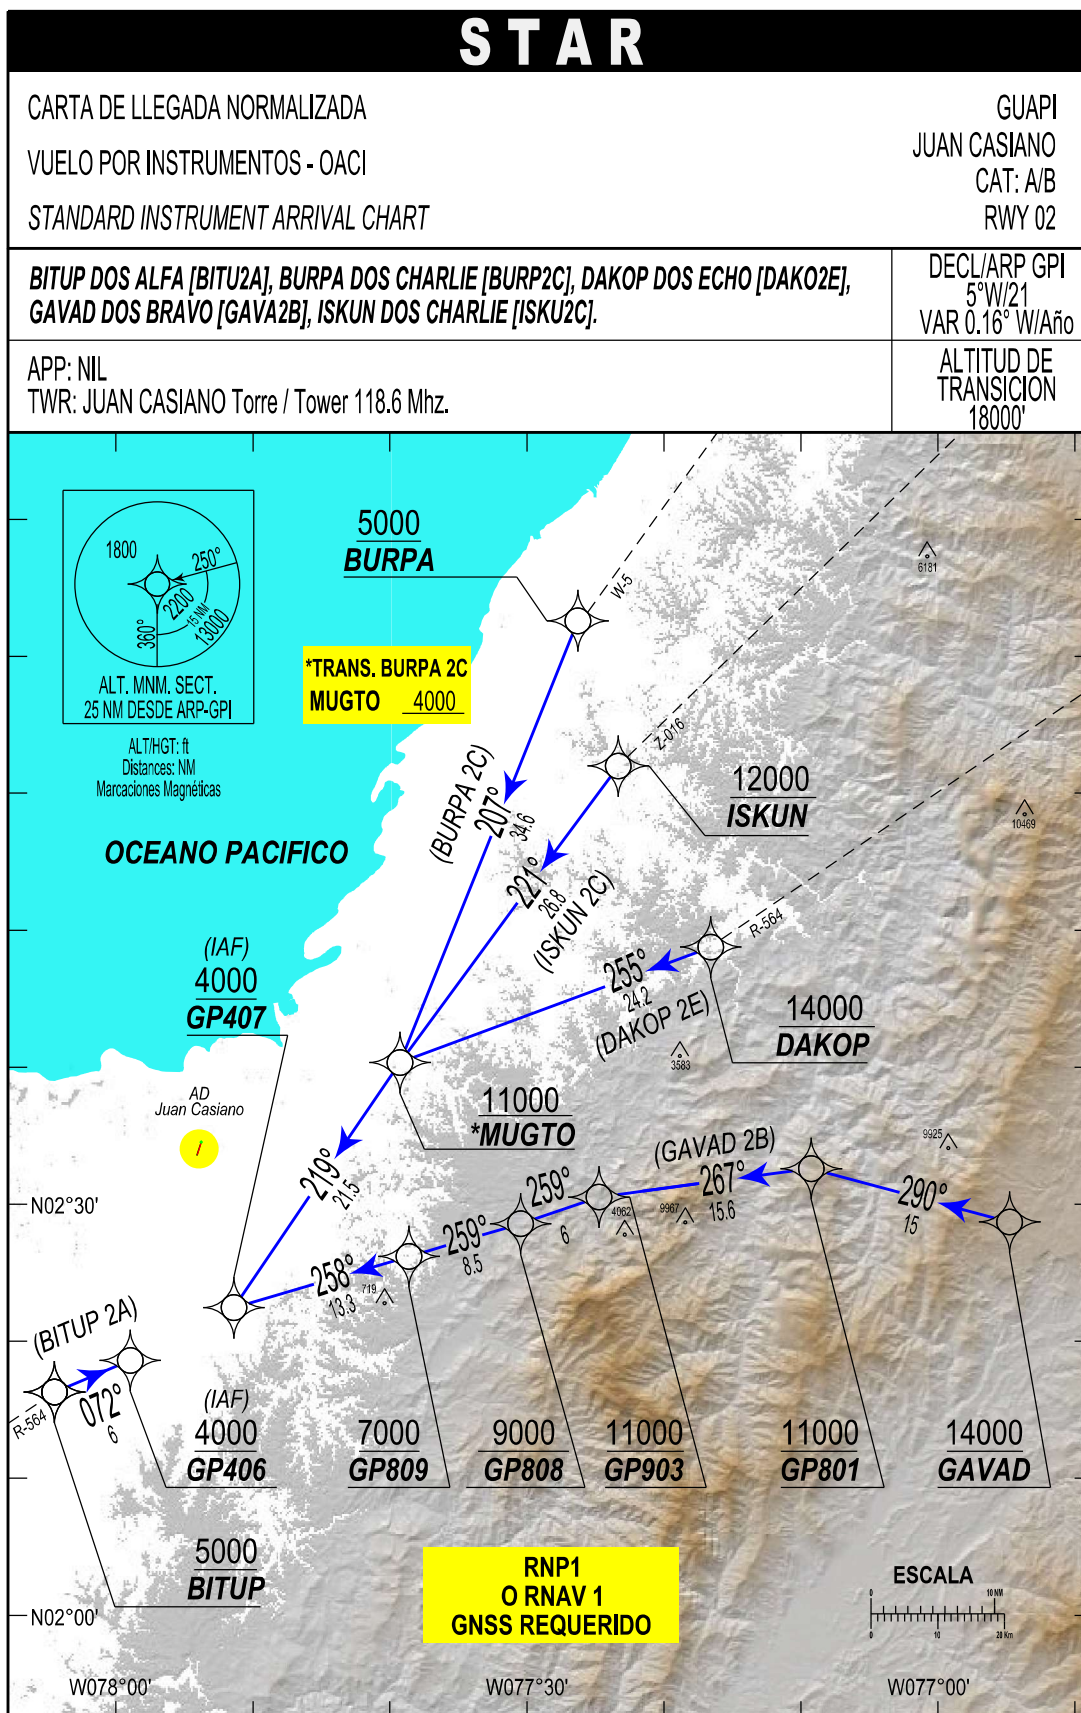 STAR
CARTA DE LLEGADA NORMALIZADA
VUELO POR INSTRUMENTOS - OACI
STANDARD INSTRUMENT ARRIVAL CHART
GUAPI
JUAN CASIANO
CAT: A/B
RWY 02
BITUP DOS ALFA [BITU2A], BURPA DOS CHARLIE [BURP2C], DAKOP DOS ECHO [DAKO2E],
GAVAD DOS BRAVO [GAVA2B], ISKUN DOS CHARLIE [ISKU2C].
DECL/ARP GPI
5°W/21
VAR 0.16° W/Año
APP: NIL
TWR: JUAN CASIANO Torre / Tower 118.6 Mhz.
ALTITUD DE
TRANSICION
18000'
1800
250°
2200
15 NM
13000
360°
ALT. MNM. SECT.
25 NM DESDE ARP-GPI
ALT/HGT: ft
Distances: NM
Marcaciones Magnéticas
5000
BURPA
W-5
6181
*TRANS. BURPA 2C
MUGTO 4000
Z-016
12000
ISKUN
10469
(BURPA 2C)
207°
34.6
OCEANO PACIFICO
221°
26.8
(ISKUN 2C)
R-564
(IAF)
4000
GP407
255°
24.2
(DAKOP 2E)
14000
DAKOP
3583
AD
Juan Casiano
11000
*MUGTO
9925
(GAVAD 2B)
219°
21.5
259°
6
267°
15.6
290°
15
4062
9967
N02°30'
259°
8.5
258°
13.3
719
(BITUP 2A)
R-564
072°
6
(IAF)
4000
GP406
7000
GP809
9000
GP808
11000
GP903
11000
GP801
14000
GAVAD
5000
BITUP
RNP1
O RNAV 1
GNSS REQUERIDO
ESCALA
0 10 NM
0 10 20 Km
N02°00'
W078°00'
W077°30'
W077°00'